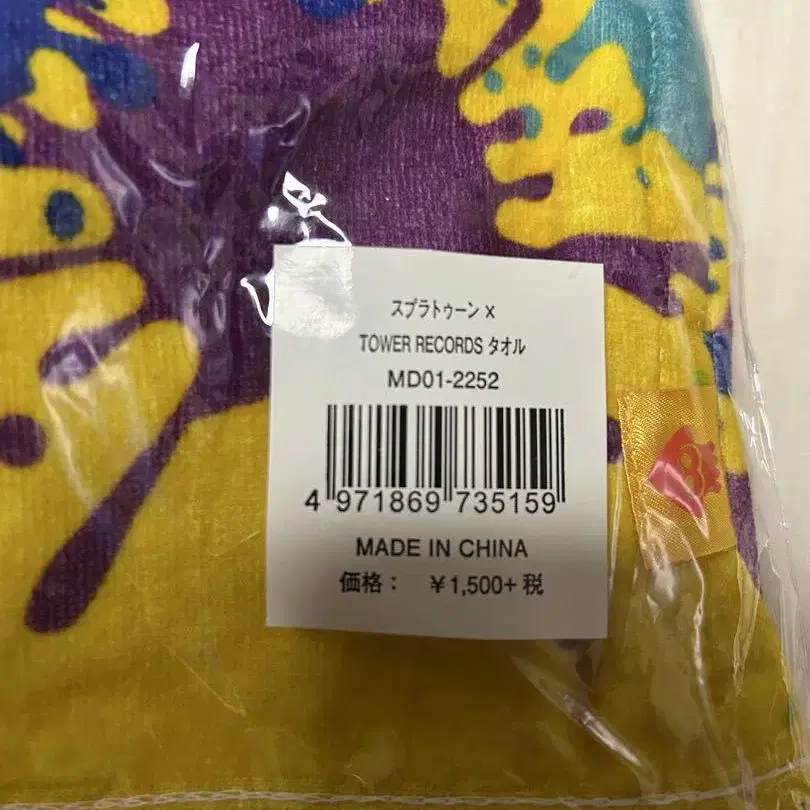 スプラトゥーン ×
TOWER RECORDS タオル
MD01-2252
4 971869 735159
MADE IN CHINA
価格： ￥1,500+ 税